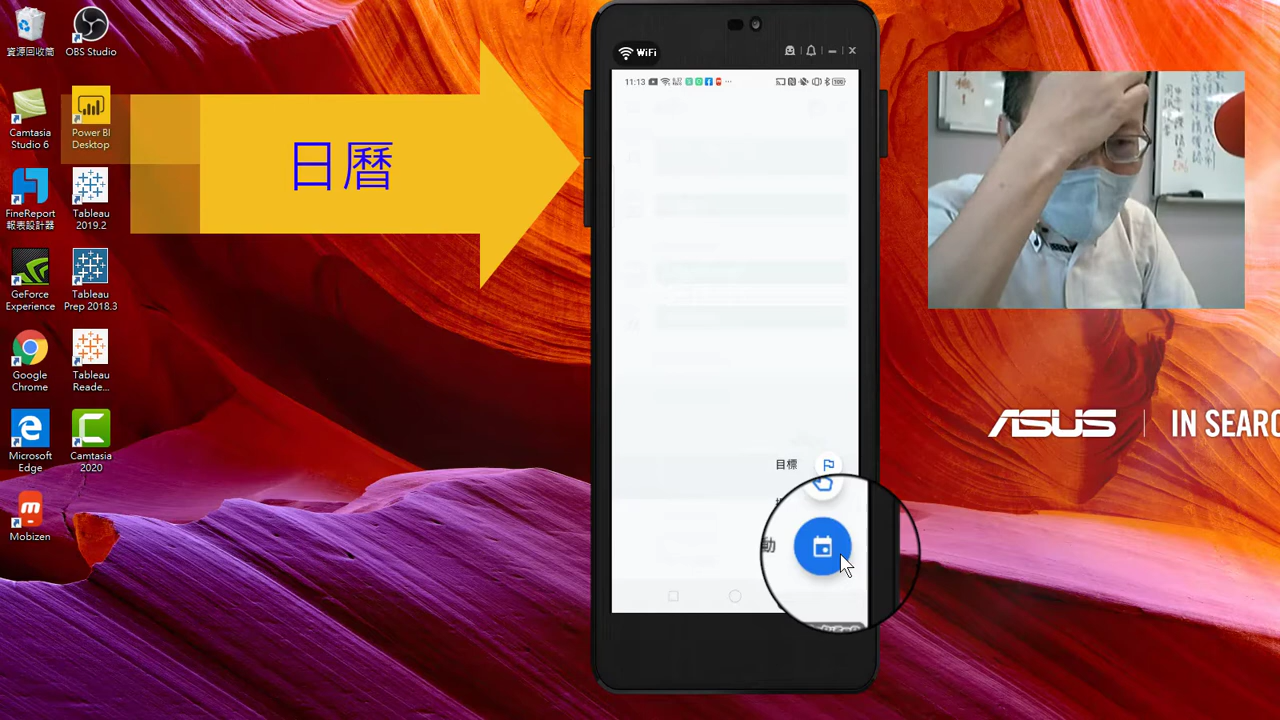 資源回收筒
OBS Studio
Camtasia
Studio 6
Power BI
Desktop
FineReport
報表設計器
Tableau
2019.2
GeForce
Experience
Tableau
Prep 2018.3
Google
Chrome
Tableau
Reade...
Microsoft
Edge
Camtasia
2020
Mobizen
日曆
WiFi
11:13
100
目標
動
ASUS
IN SEARC